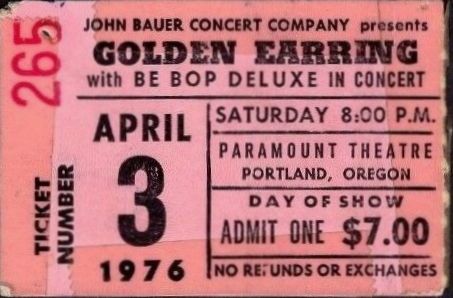 265
TICKET
NUMBER
JOHN BAUER CONCERT COMPANY presents
GOLDEN EARRING
with BE BOP DELUXE IN CONCERT
APRIL
3
1976
SATURDAY 8:00 P.M.
PARAMOUNT THEATRE
PORTLAND, OREGON
DAY OF SHOW
ADMIT ONE $7.00
NO REFUNDS OR EXCHANGES